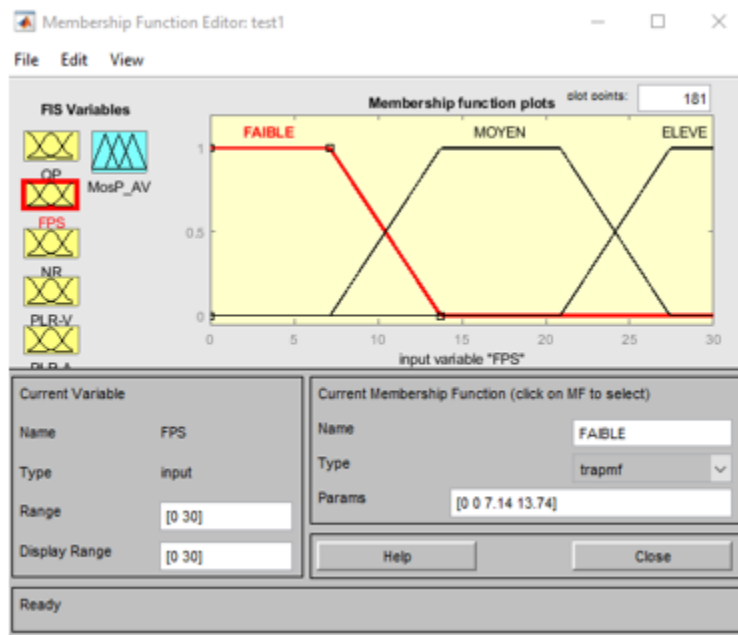 Membership Function Editor: test1
File Edit View
FIS Variables
QP
FPS
NR
PLR-V
PLR-A
MosP_AV
Membership function plots
plot points:
181
FAIBLE
MOYEN
ELEVE
1
0.5
0
0 5 10 15 20 25 30
input variable "FPS"
Current Variable
Name FPS
Type input
Range [0 30]
Display Range [0 30]
Current Membership Function (click on MF to select)
Name FAIBLE
Type trapmf
Params [0 0 7.14 13.74]
Help Close
Ready